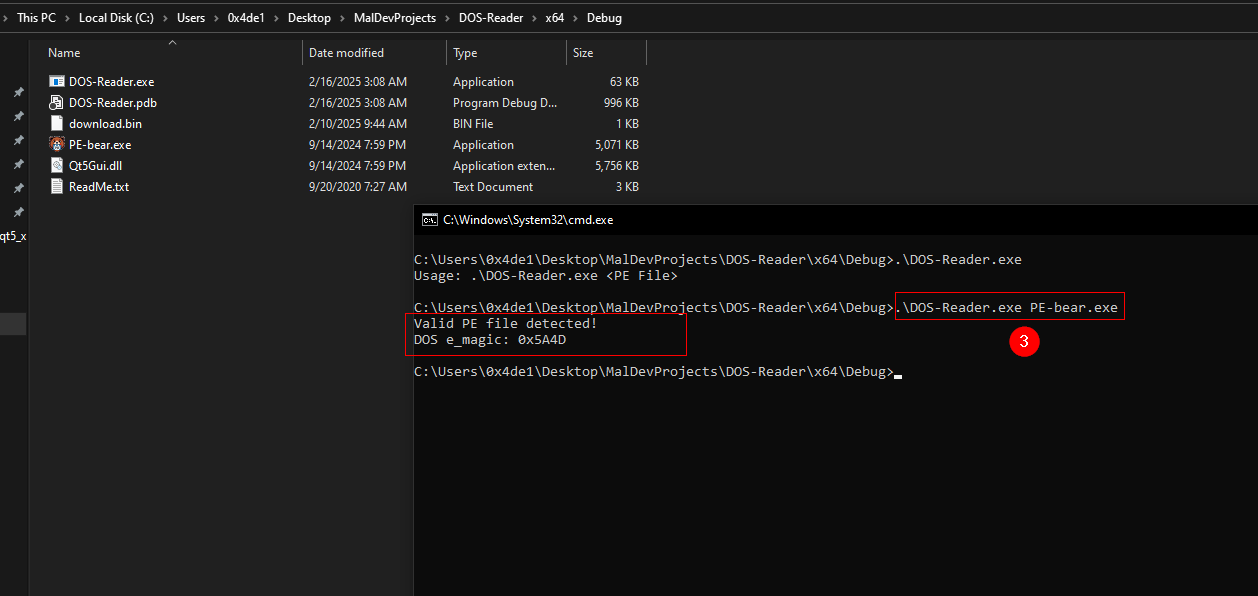 This PC > Local Disk (C:) > Users > 0x4de1 > Desktop > MalDevProjects > DOS-Reader > x64 > Debug
Name Date modified Type Size
DOS-Reader.exe 2/16/2025 3:08 AM Application 63 KB
DOS-Reader.pdb 2/16/2025 3:08 AM Program Debug D... 996 KB
download.bin 2/10/2025 9:44 AM BIN File 1 KB
PE-bear.exe 9/14/2024 7:59 PM Application 5,071 KB
Qt5Gui.dll 9/14/2024 7:59 PM Application exten... 5,756 KB
ReadMe.txt 9/20/2020 7:27 AM Text Document 3 KB
qt5_x
C:\Windows\System32\cmd.exe
C:\Users\0x4de1\Desktop\MalDevProjects\DOS-Reader\x64\Debug>.\DOS-Reader.exe
Usage: .\DOS-Reader.exe <PE File>
C:\Users\0x4de1\Desktop\MalDevProjects\DOS-Reader\x64\Debug>.\DOS-Reader.exe PE-bear.exe
Valid PE file detected!
DOS e_magic: 0x5A4D
3
C:\Users\0x4de1\Desktop\MalDevProjects\DOS-Reader\x64\Debug>